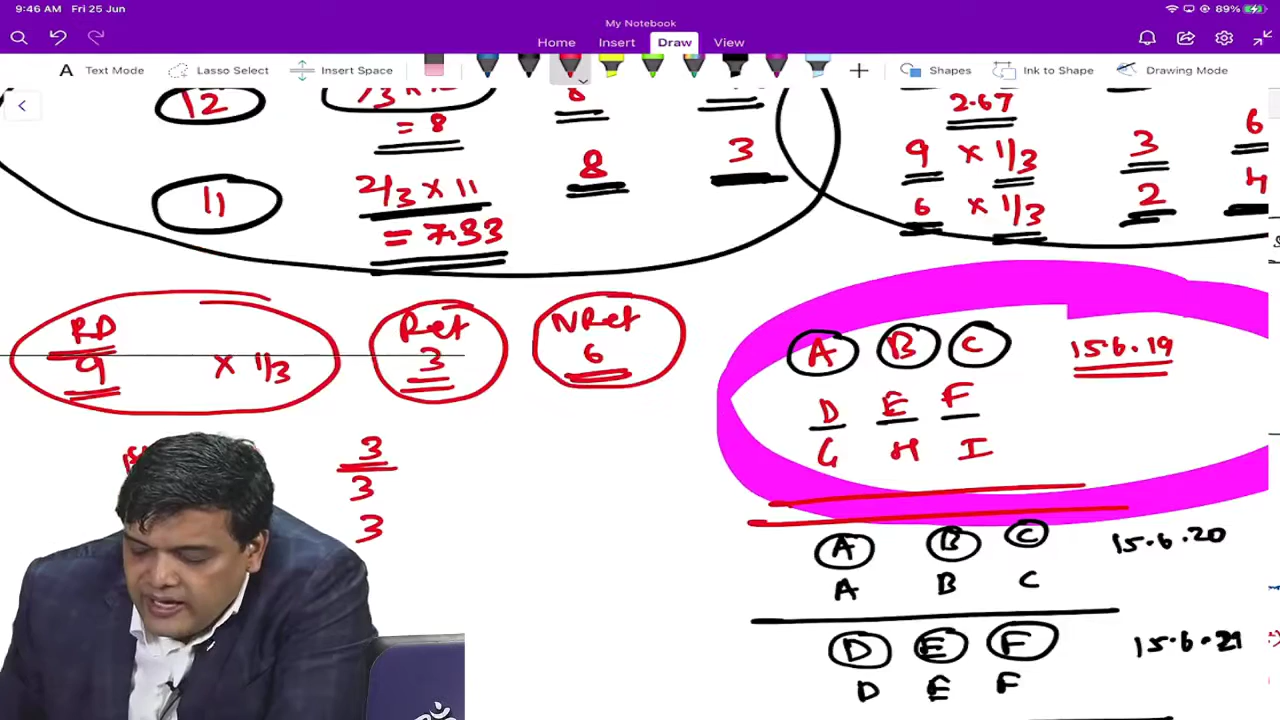 9:46 AM Fri 25 Jun
89%
My Notebook
Home Insert Draw View
A Text Mode Lasso Select Insert Space Shapes Ink to Shape Drawing Mode
12 8
= 8
11 2/3 x 11 8 3
= 7.33
2.67
9 x 1/3 3 6
6 x 1/3 2 4
RD Ret NRet
9 x 1/3 3 6
3
3
3
A B C 15.6.19
D E F
G H I
A B C 15.6.20
A B C
D E F 15.6.21
D E F